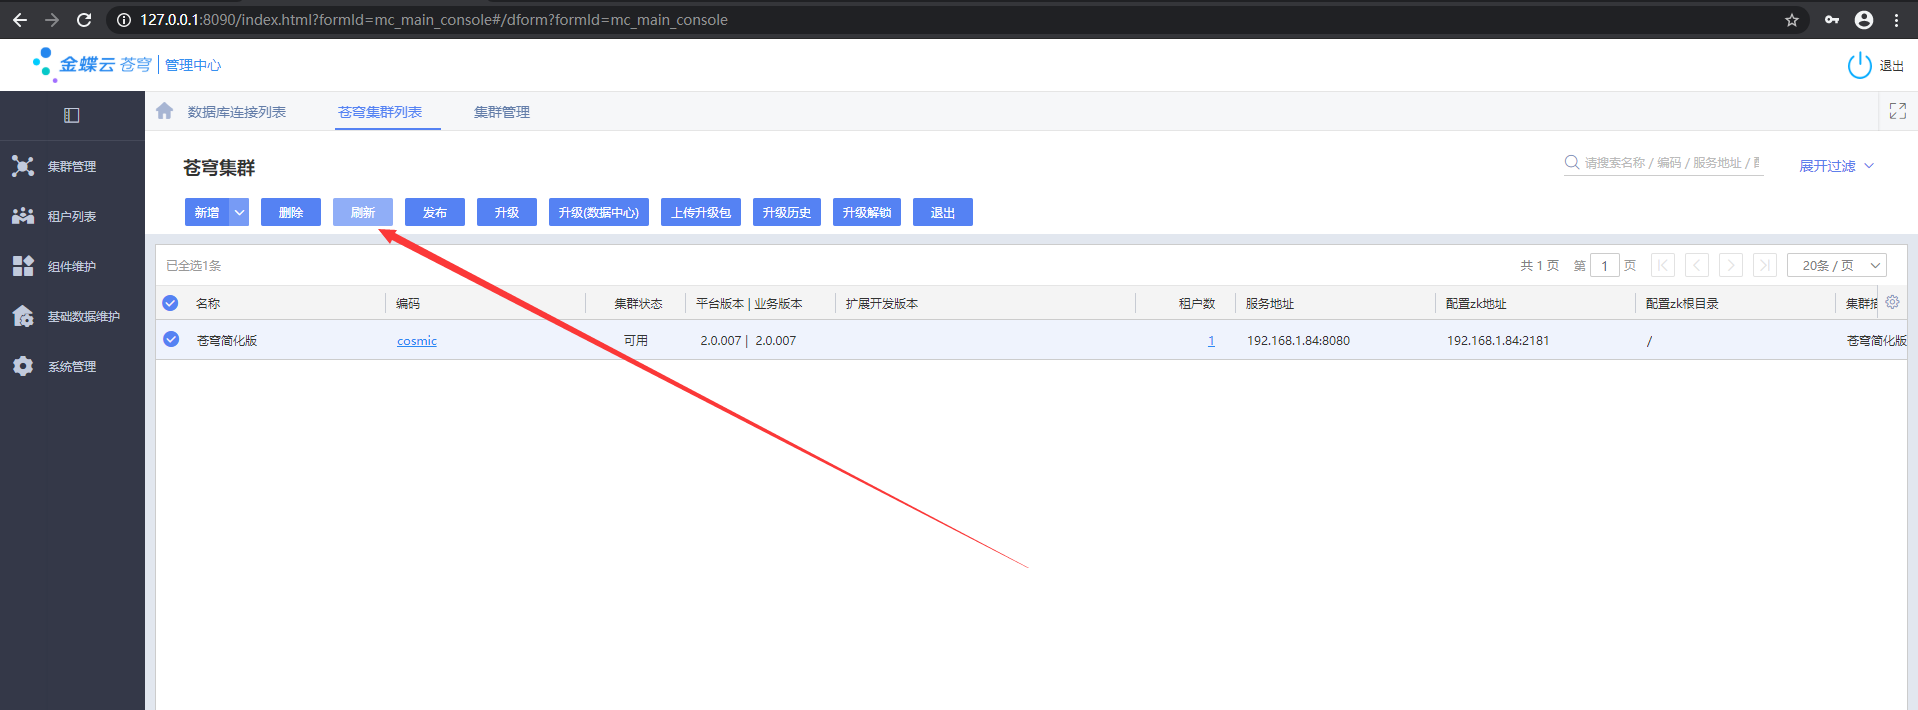 127.0.0.1:8090/index.html?formId=mc_main_console#/dform?formId=mc_main_console
金蝶云 苍穹 | 管理中心
退出
数据库连接列表 苍穹集群列表 集群管理
集群管理
租户列表
组件维护
基础数据维护
系统管理
苍穹集群
请搜索名称 / 编码 / 服务地址 /
展开过滤
新增 删除 刷新 发布 升级 升级(数据中心) 上传升级包 升级历史 升级解锁 退出
已全选1条
共 1 页 第 1 页 20条 / 页
名称 编码 集群状态 平台版本 | 业务版本 扩展开发版本 租户数 服务地址 配置zk地址 配置zk根目录 集群
苍穹简化版 cosmic 可用 2.0.007 | 2.0.007 1 192.168.1.84:8080 192.168.1.84:2181 / 苍穹简化版